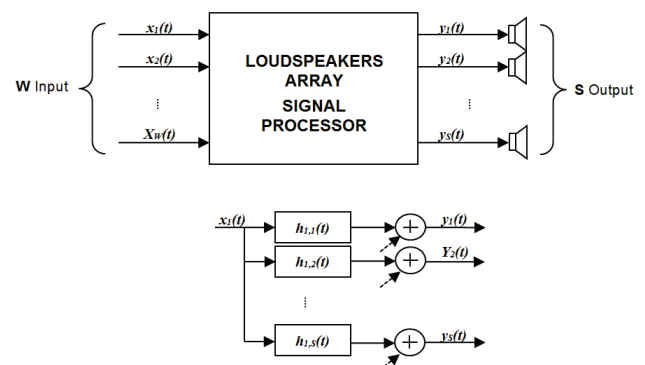 x1(t)
y1(t)
x2(t)
LOUDSPEAKERS
y2(t)
ARRAY
W Input
S Output
SIGNAL
PROCESSOR
XW(t)
yS(t)
x1(t)
h1,1(t)
+
y1(t)
h1,2(t)
+
Y2(t)
h1,S(t)
+
yS(t)